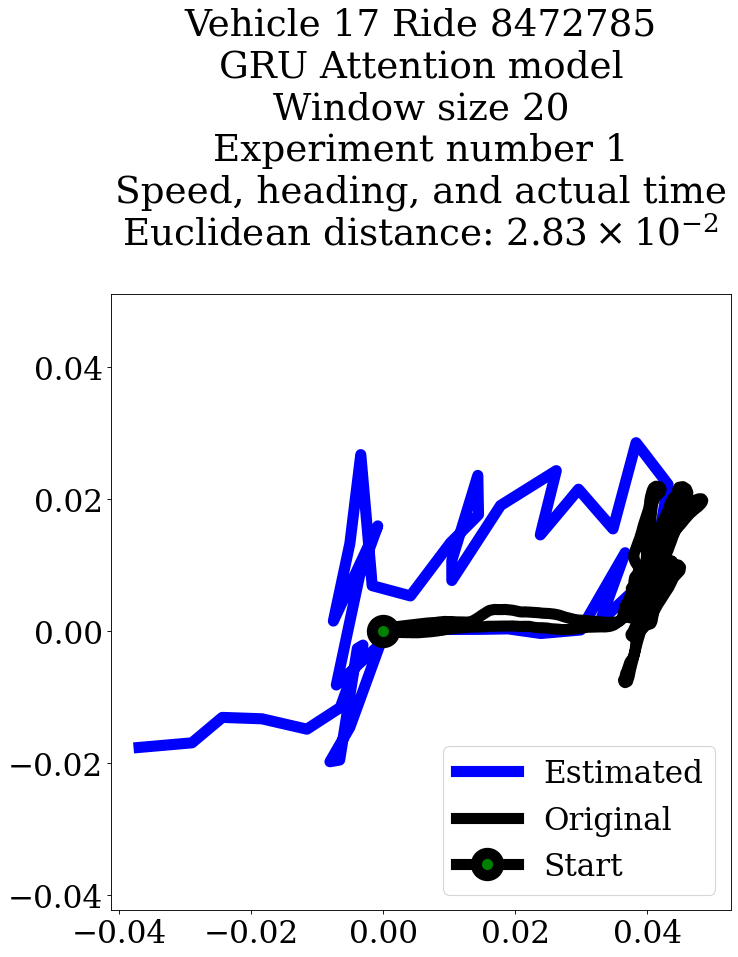 Vehicle 17 Ride 8472785
GRU Attention model
Window size 20
Experiment number 1
Speed, heading, and actual time
Euclidean distance: 2.83 × 10⁻²
0.04
0.02
0.00
−0.02
−0.04
−0.04 −0.02 0.00 0.02 0.04
Estimated
Original
Start